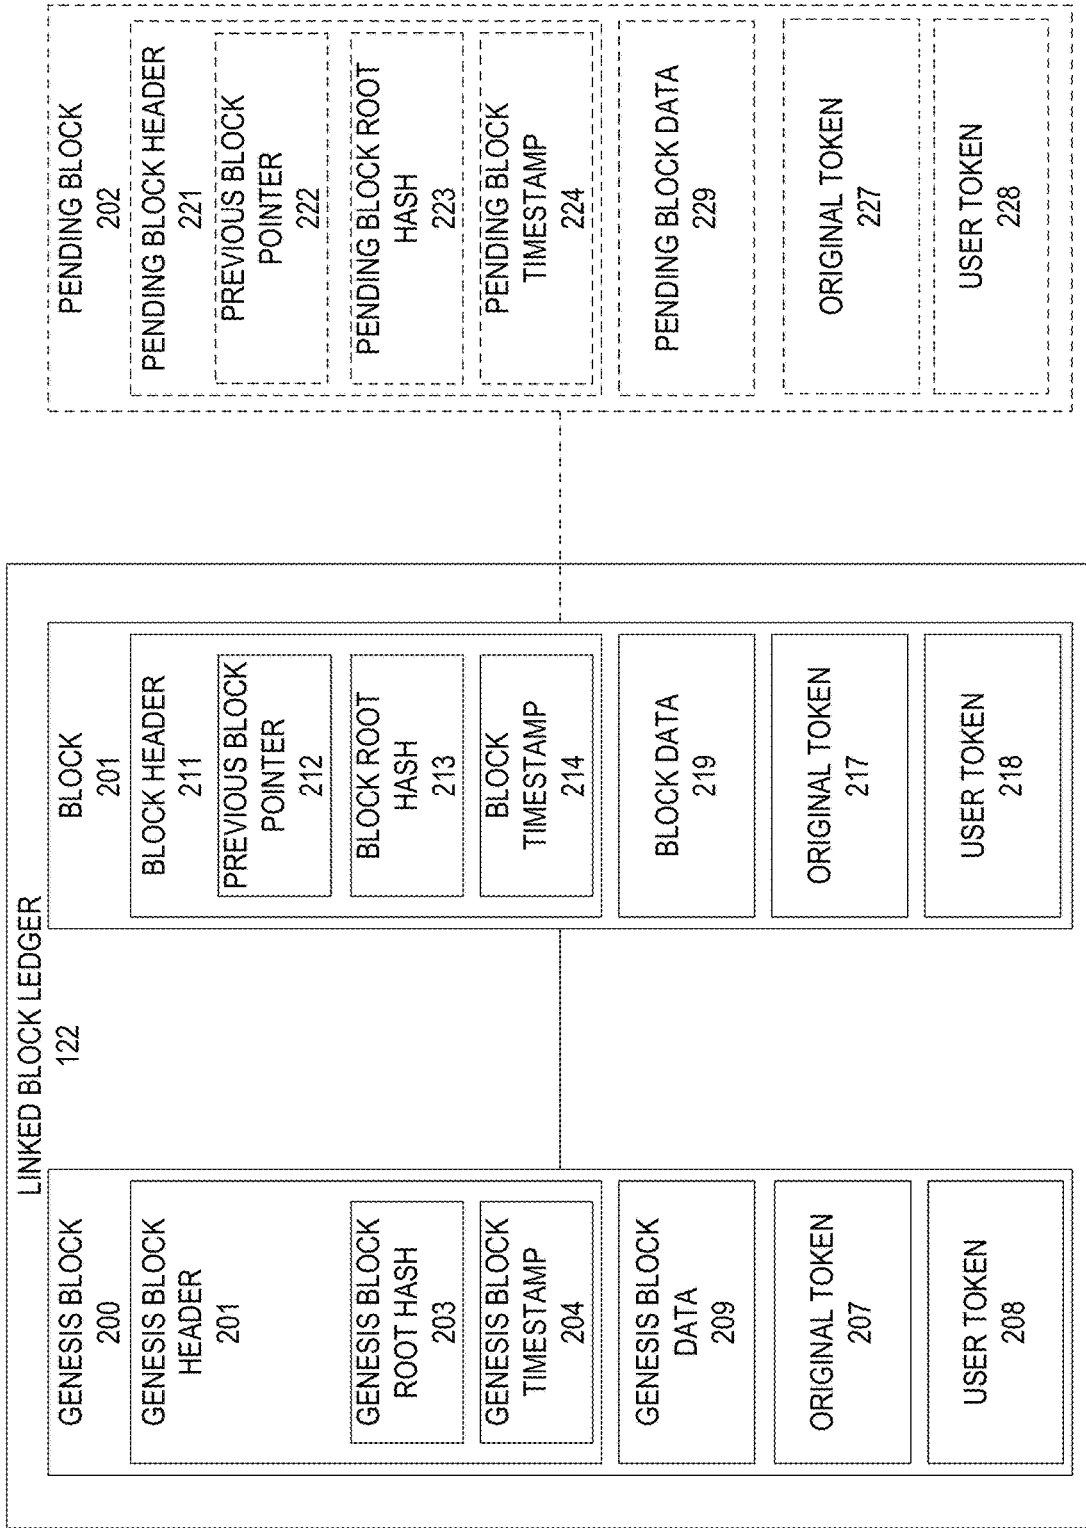 LINKED BLOCK LEDGER
122
GENESIS BLOCK
200
GENESIS BLOCK
HEADER
201
GENESIS BLOCK
ROOT HASH
203
GENESIS BLOCK
TIMESTAMP
204
GENESIS BLOCK
DATA
209
ORIGINAL TOKEN
207
USER TOKEN
208
BLOCK
201
BLOCK HEADER
211
PREVIOUS BLOCK
POINTER
212
BLOCK ROOT
HASH
213
BLOCK
TIMESTAMP
214
BLOCK DATA
219
ORIGINAL TOKEN
217
USER TOKEN
218
PENDING BLOCK
202
PENDING BLOCK HEADER
221
PREVIOUS BLOCK
POINTER
222
PENDING BLOCK ROOT
HASH
223
PENDING BLOCK
TIMESTAMP
224
PENDING BLOCK DATA
229
ORIGINAL TOKEN
227
USER TOKEN
228